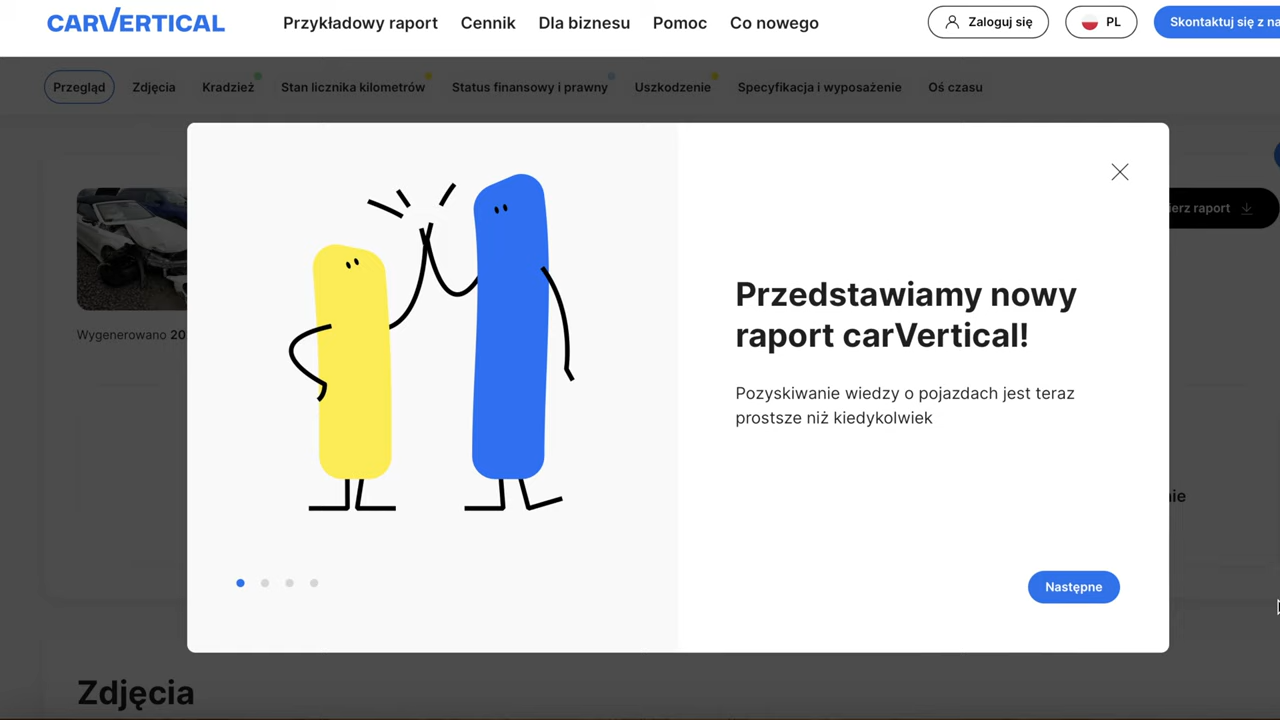 CARVERTICAL
Przykładowy raport
Cennik
Dla biznesu
Pomoc
Co nowego
Zaloguj się
PL
Skontaktuj się z
Przegląd
Zdjęcia
Kradzież
Stan licznika kilometrów
Status finansowy i prawny
Uszkodzenie
Specyfikacja i wyposażenie
Oś czasu
raport
Wygenerowano 20
Przedstawiamy nowy
raport carVertical!
Pozyskiwanie wiedzy o pojazdach jest teraz
prostsze niż kiedykolwiek
Następne
Zdjęcia